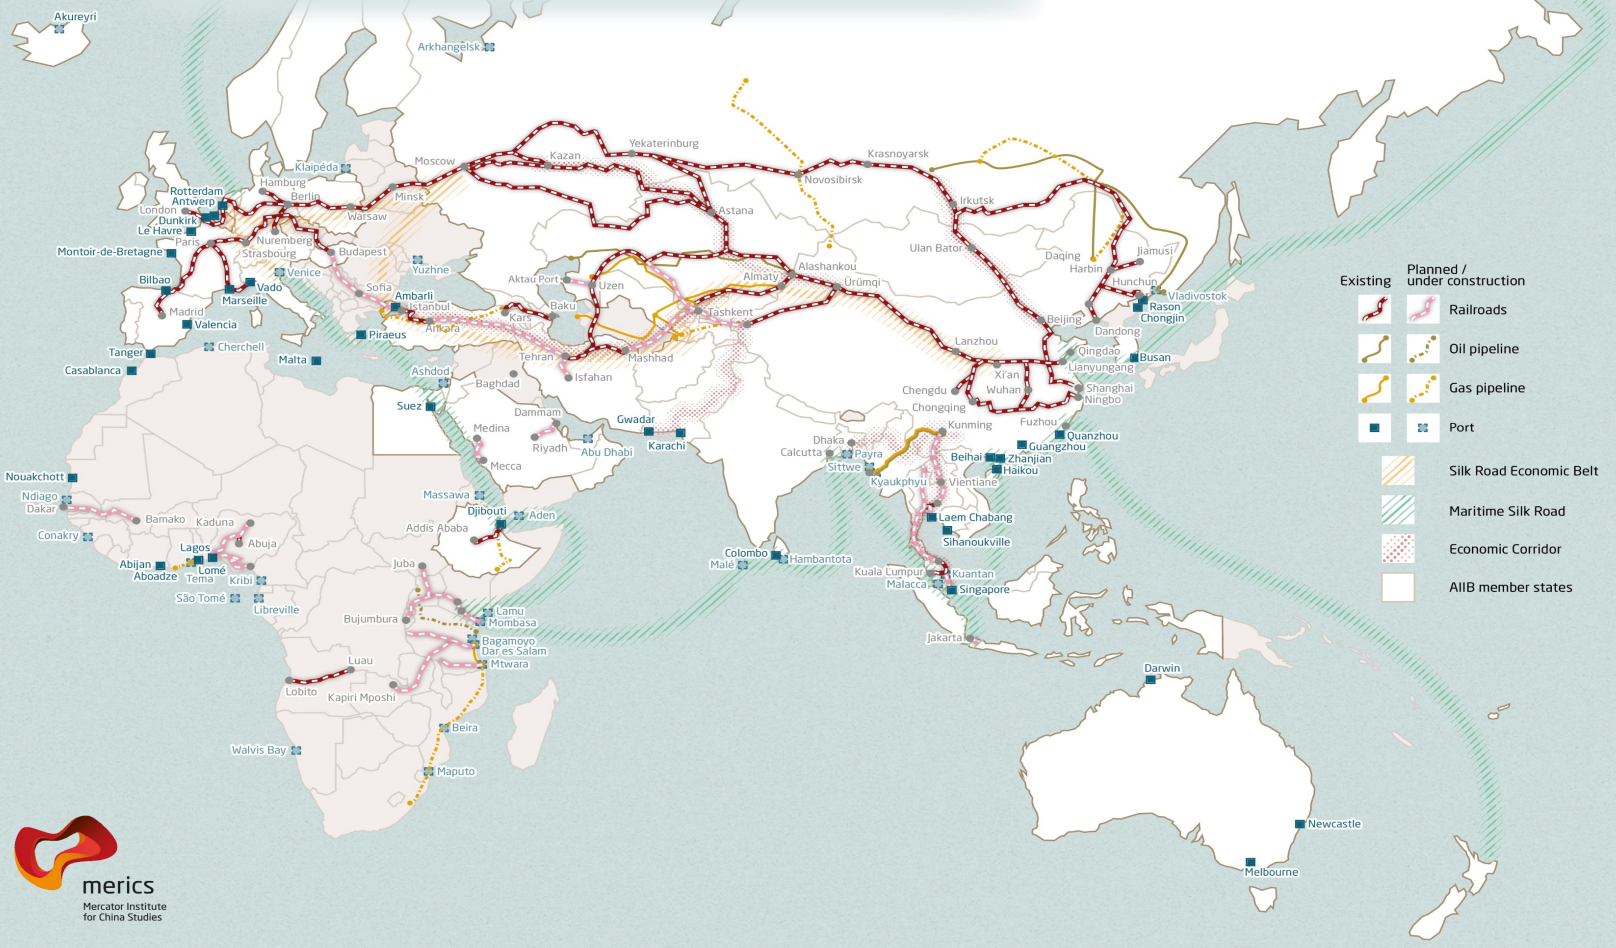 Akureyri
Arkhangelsk
Klaipėda
Moscow
Kazan
Yekaterinburg
Novosibirsk
Krasnoyarsk
Irkutsk
Hamburg
Rotterdam
Antwerp
Berlin
Minsk
London
Dunkirk
Warsaw
Astana
Le Havre
Paris
Nuremberg
Strasbourg
Budapest
Ulan Bator
Daqing
Harbin
Jiamusi
Montoir-de-Bretagne
Venice
Yuzhne
Aktau Port
Uzen
Almaty
Alashankou
Ürümqi
Hunchun
Vladivostok
Bilbao
Vado
Marseille
Sofia
Ambarli
Istanbul
Kars
Baku
Tashkent
Rason
Chongjin
Madrid
Valencia
Ankara
Beijing
Dandong
Piraeus
Tanger
Cherchell
Malta
Tehran
Mashhad
Lanzhou
Qingdao
Busan
Casablanca
Ashdod
Baghdad
Isfahan
Xi'an
Lianyungang
Suez
Chengdu
Wuhan
Shanghai
Ningbo
Chongqing
Dammam
Medina
Gwadar
Karachi
Kunming
Fuzhou
Quanzhou
Riyadh
Abu Dhabi
Dhaka
Calcutta
Payra
Sittwe
Guangzhou
Beihai
Zhanjian
Haikou
Mecca
Kyaukphyu
Vientiane
Nouakchott
Ndiago
Dakar
Massawa
Djibouti
Aden
Bamako
Kaduna
Addis Ababa
Laem Chabang
Conakry
Abuja
Sihanoukville
Lagos
Abijan
Aboadze
Lomé
Tema
Kribi
Juba
Colombo
Hambantota
Malé
Kuala Lumpur
Kuantan
Malacca
Singapore
São Tomé
Libreville
Bujumbura
Lamu
Mombasa
Bagamoyo
Dar es Salam
Mtwara
Jakarta
Luau
Lobito
Kapiri Mposhi
Darwin
Beira
Walvis Bay
Maputo
Newcastle
Melbourne
Existing
Planned /
under construction
Railroads
Oil pipeline
Gas pipeline
Port
Silk Road Economic Belt
Maritime Silk Road
Economic Corridor
AIIB member states
merics
Mercator Institute
for China Studies